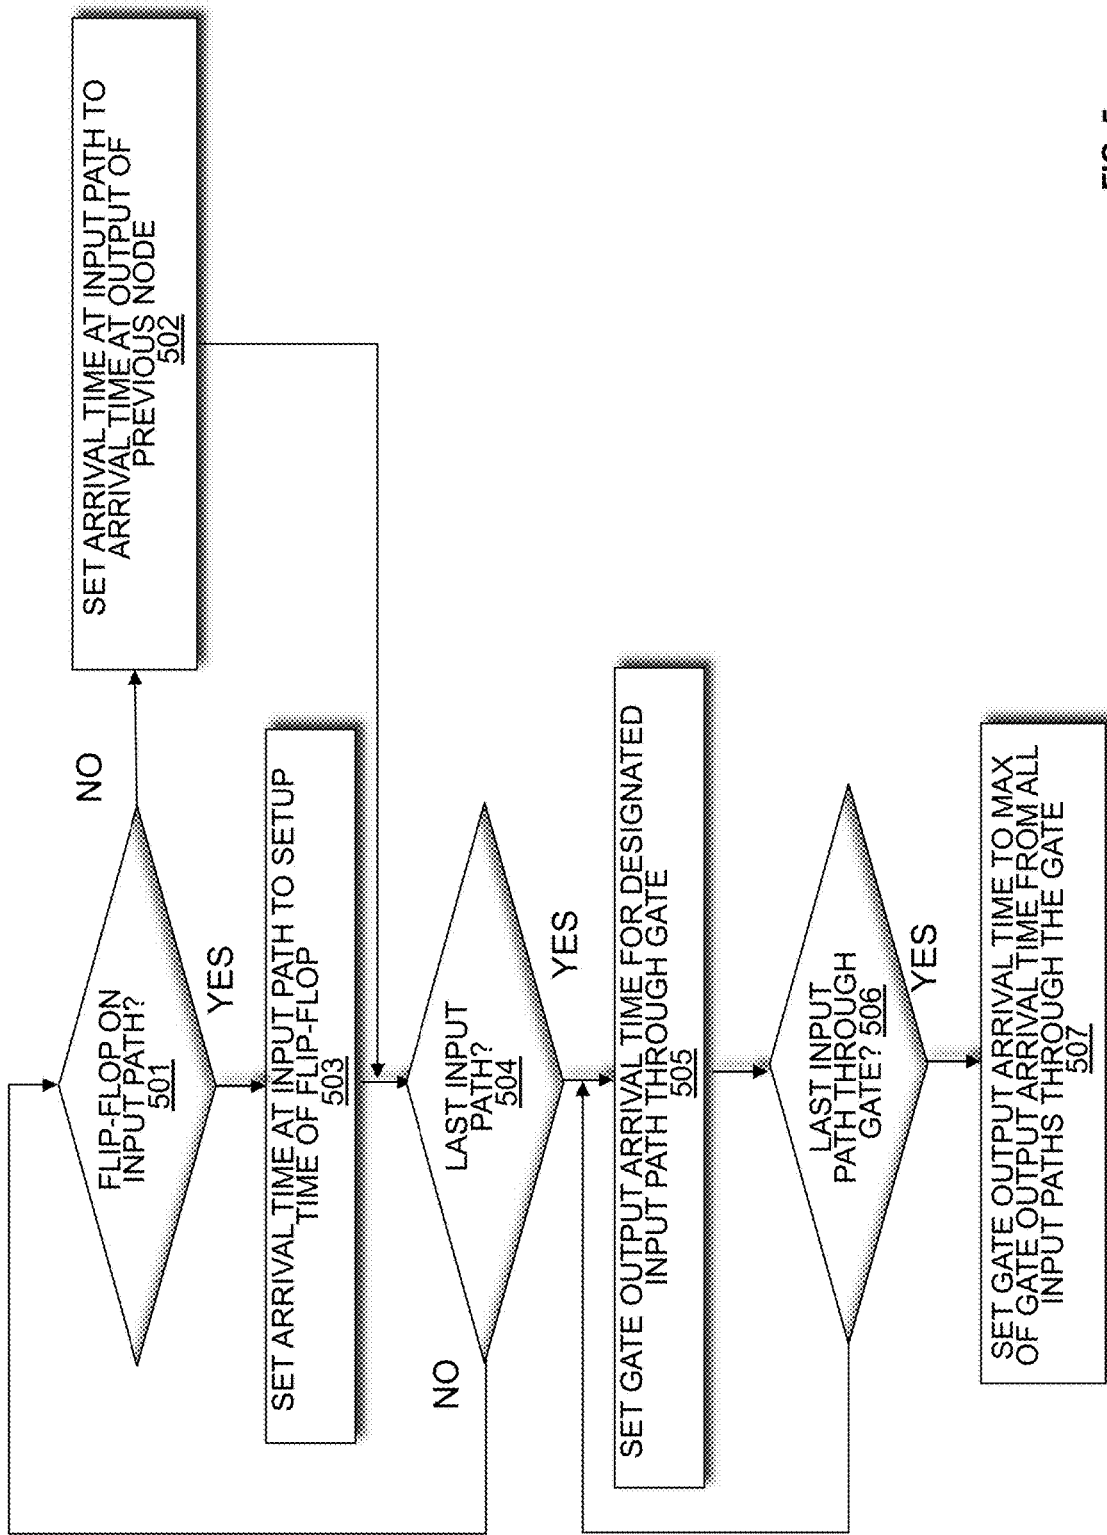 FLIP-FLOP ON
INPUT PATH?
501
NO
SET ARRIVAL TIME AT INPUT PATH TO
ARRIVAL TIME AT OUTPUT OF
PREVIOUS NODE
502
YES
SET ARRIVAL TIME AT INPUT PATH TO SETUP
TIME OF FLIP-FLOP
503
LAST INPUT
PATH?
504
NO
YES
SET GATE OUTPUT ARRIVAL TIME FOR DESIGNATED
INPUT PATH THROUGH GATE
505
LAST INPUT
PATH THROUGH
GATE? 506
YES
SET GATE OUTPUT ARRIVAL TIME TO MAX
OF GATE OUTPUT ARRIVAL TIME FROM ALL
INPUT PATHS THROUGH THE GATE
507